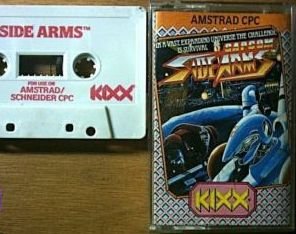 SIDE ARMS™
FOR USE ON
AMSTRAD/
SCHNEIDER CPC
KIXX
AMSTRAD CPC
IN A VAST EXPANDING UNIVERSE THE CHALLENGE
IS SURVIVAL
SIDE ARMS
KIXX